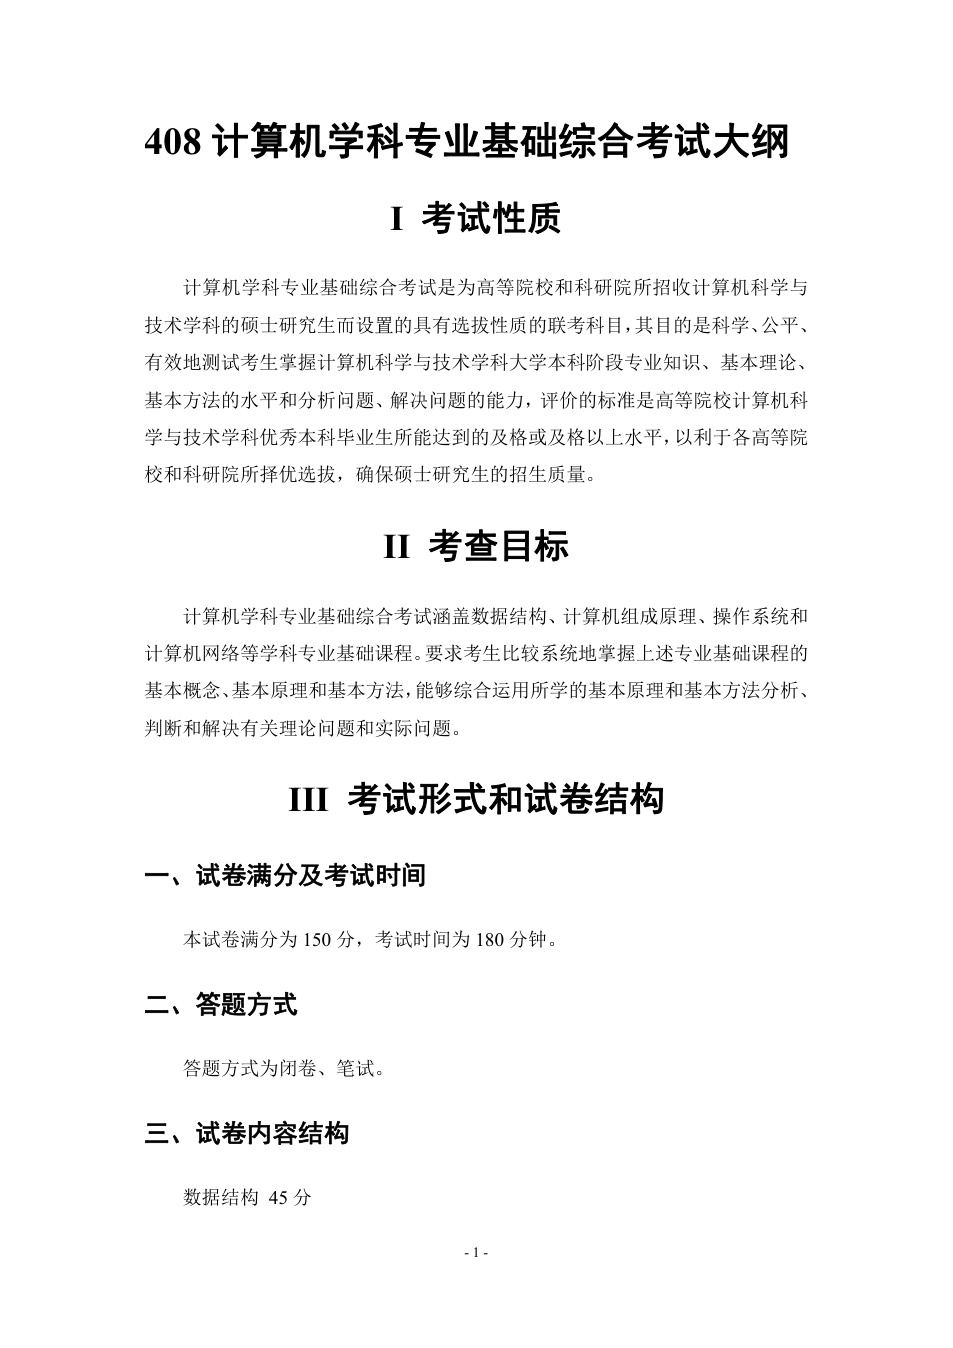 408 计算机学科专业基础综合考试大纲
I 考试性质
计算机学科专业基础综合考试是为高等院校和科研院所招收计算机科学与
技术学科的硕士研究生而设置的具有选拔性质的联考科目，其目的是科学、公平、
有效地测试考生掌握计算机科学与技术学科大学本科阶段专业知识、基本理论、
基本方法的水平和分析问题、解决问题的能力，评价的标准是高等院校计算机科
学与技术学科优秀本科毕业生所能达到的及格或及格以上水平，以利于各高等院
校和科研院所择优选拔，确保硕士研究生的招生质量。
II 考查目标
计算机学科专业基础综合考试涵盖数据结构、计算机组成原理、操作系统和
计算机网络等学科专业基础课程。要求考生比较系统地掌握上述专业基础课程的
基本概念、基本原理和基本方法，能够综合运用所学的基本原理和基本方法分析、
判断和解决有关理论问题和实际问题。
III 考试形式和试卷结构
一、试卷满分及考试时间
本试卷满分为 150 分，考试时间为 180 分钟。
二、答题方式
答题方式为闭卷、笔试。
三、试卷内容结构
数据结构 45 分
- 1 -